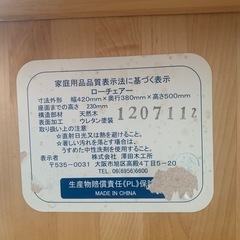 家庭用品品質表示法に基づく表示
ローチェアー
寸法外形 幅420mm×奥行380mm×高さ500mm
座面までの高さ 230mm
構造部材 天然木
表面加工 ウレタン塗装
1207112
取り扱い上の注意
★直射日光又は熱を避けること。
★著しい汚れを落とす場合は、
うすめた中性洗剤を使用すること。
株式会社 澤田木工所
〒535-0031 大阪市旭区高殿4丁目5-20
TEL 06(6956)6600
生産物賠償責任《PL》保険
MADE IN CHINA